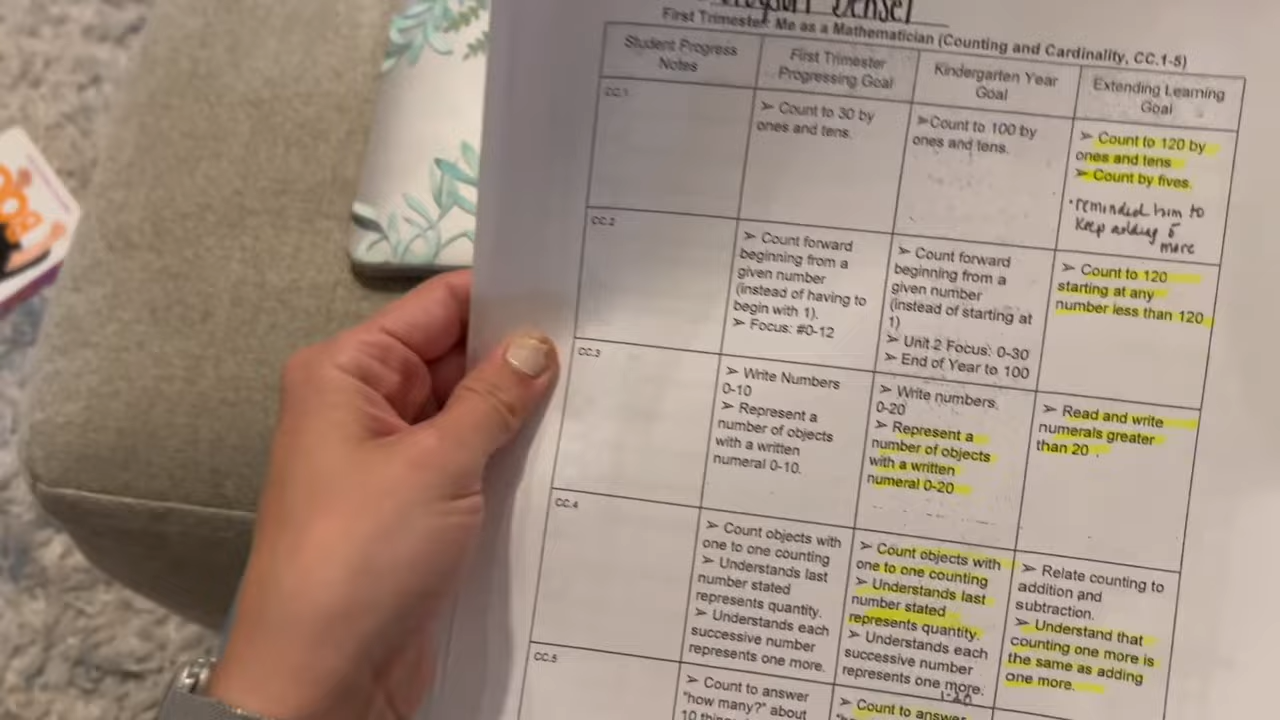 First Trimester: Me as a Mathematician (Counting and Cardinality, CC.1-5)
Student Progress
Notes
First Trimester
Progressing Goal
Kindergarten Year
Goal
Extending Learning
Goal
CC.1
➢ Count to 30 by
ones and tens.
➢Count to 100 by
ones and tens.
➢ Count to 120 by
ones and tens
➢ Count by fives.
• reminded him to
keep adding 5
more
CC.2
➢ Count forward
beginning from a
given number
(instead of having to
begin with 1).
➢ Focus: #0-12
➢ Count forward
beginning from a
given number
(instead of starting at
1)
➢ Unit 2 Focus: 0-30
➢ End of Year to 100
➢ Count to 120
starting at any
number less than 120
CC.3
➢ Write Numbers
0-10
➢ Represent a
number of objects
with a written
numeral 0-10.
➢ Write numbers
0-20
➢ Represent a
number of objects
with a written
numeral 0-20
➢ Read and write
numerals greater
than 20.
CC.4
➢ Count objects with
one to one counting
➢ Understands last
number stated
represents quantity.
➢ Understands each
successive number
represents one more.
➢ Count objects with
one to one counting
➢ Understands last
number stated
represents quantity.
➢ Understands each
successive number
represents one more.
1-20
➢ Relate counting to
addition and
subtraction.
➢ Understand that
counting one more is
the same as adding
one more.
CC.5
➢ Count to answer
"how many?" about
➢ Count to answer